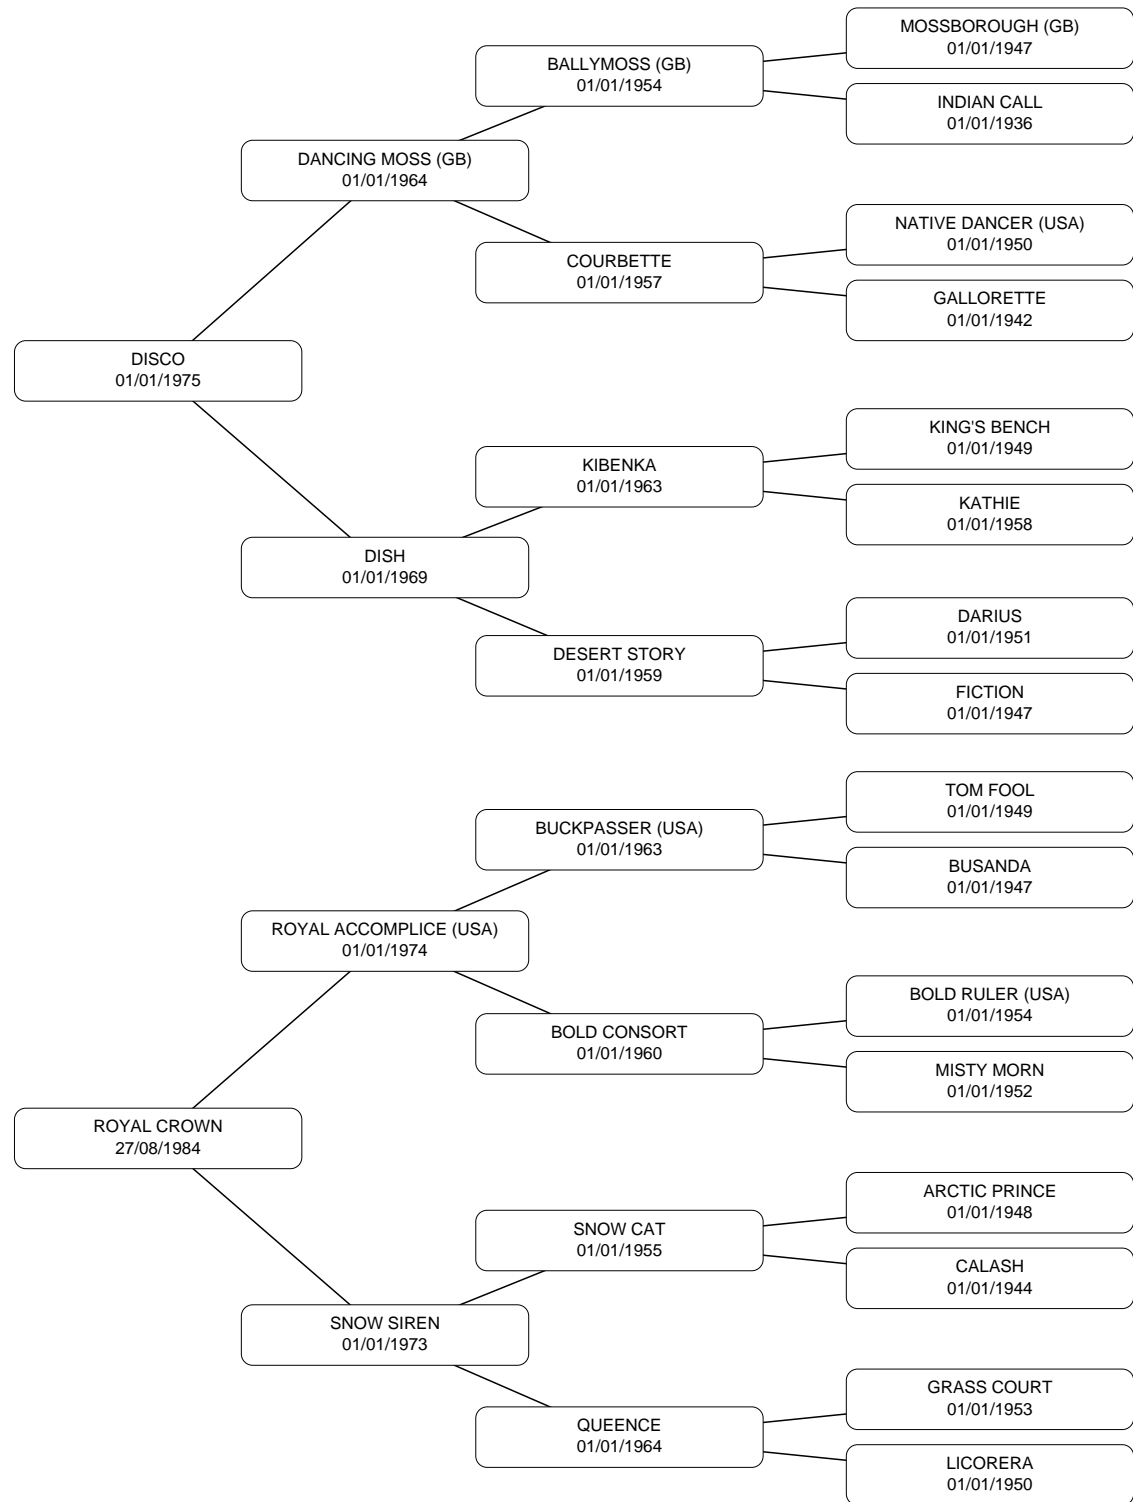 MOSSBOROUGH (GB)
01/01/1947
BALLYMOSS (GB)
01/01/1954
INDIAN CALL
01/01/1936
DANCING MOSS (GB)
01/01/1964
NATIVE DANCER (USA)
01/01/1950
COURBETTE
01/01/1957
GALLORETTE
01/01/1942
DISCO
01/01/1975
KING'S BENCH
01/01/1949
KIBENKA
01/01/1963
KATHIE
01/01/1958
DISH
01/01/1969
DARIUS
01/01/1951
DESERT STORY
01/01/1959
FICTION
01/01/1947
TOM FOOL
01/01/1949
BUCKPASSER (USA)
01/01/1963
BUSANDA
01/01/1947
ROYAL ACCOMPLICE (USA)
01/01/1974
BOLD RULER (USA)
01/01/1954
BOLD CONSORT
01/01/1960
MISTY MORN
01/01/1952
ROYAL CROWN
27/08/1984
ARCTIC PRINCE
01/01/1948
SNOW CAT
01/01/1955
CALASH
01/01/1944
SNOW SIREN
01/01/1973
GRASS COURT
01/01/1953
QUEENCE
01/01/1964
LICORERA
01/01/1950